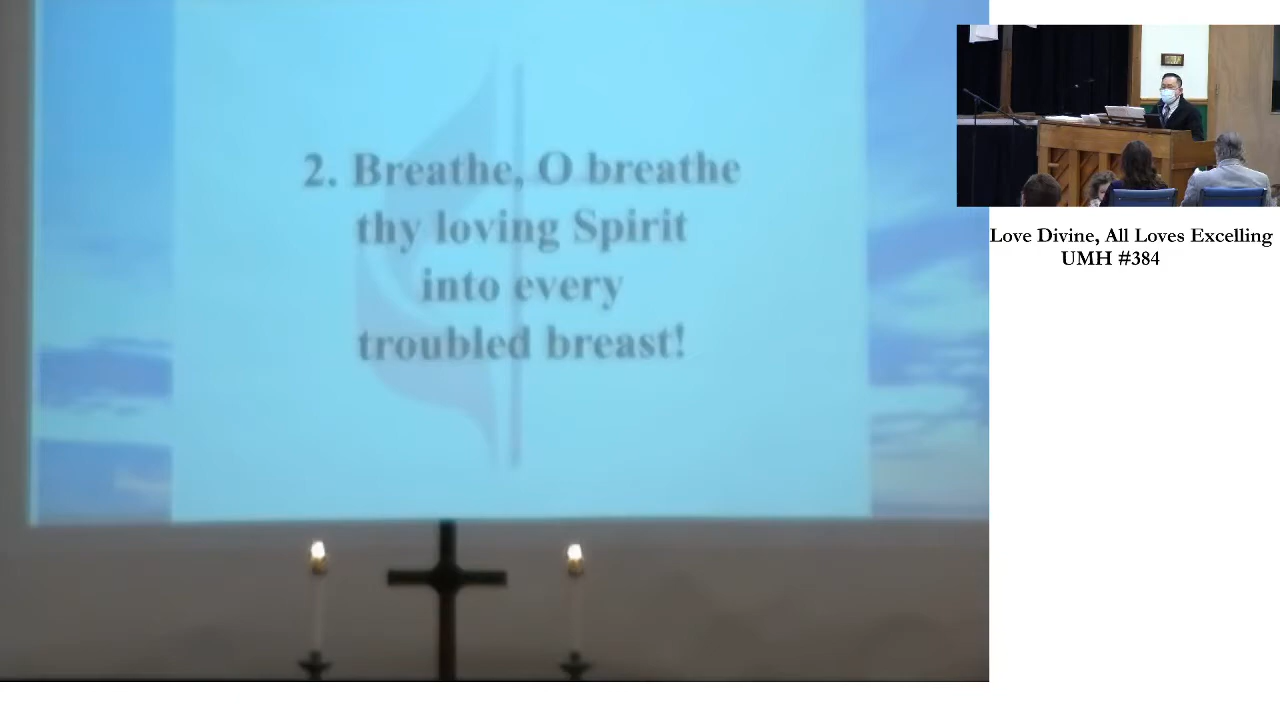 2. Breathe, O breathe
thy loving Spirit
into every
troubled breast!
Love Divine, All Loves Excelling
UMH #384